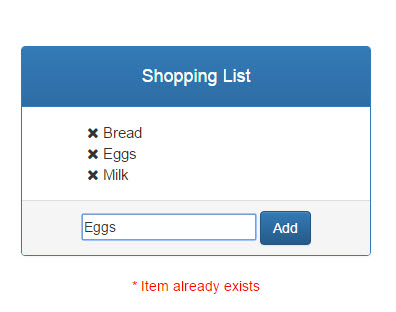 Shopping List
✖ Bread
✖ Eggs
✖ Milk
Eggs Add
* Item already exists